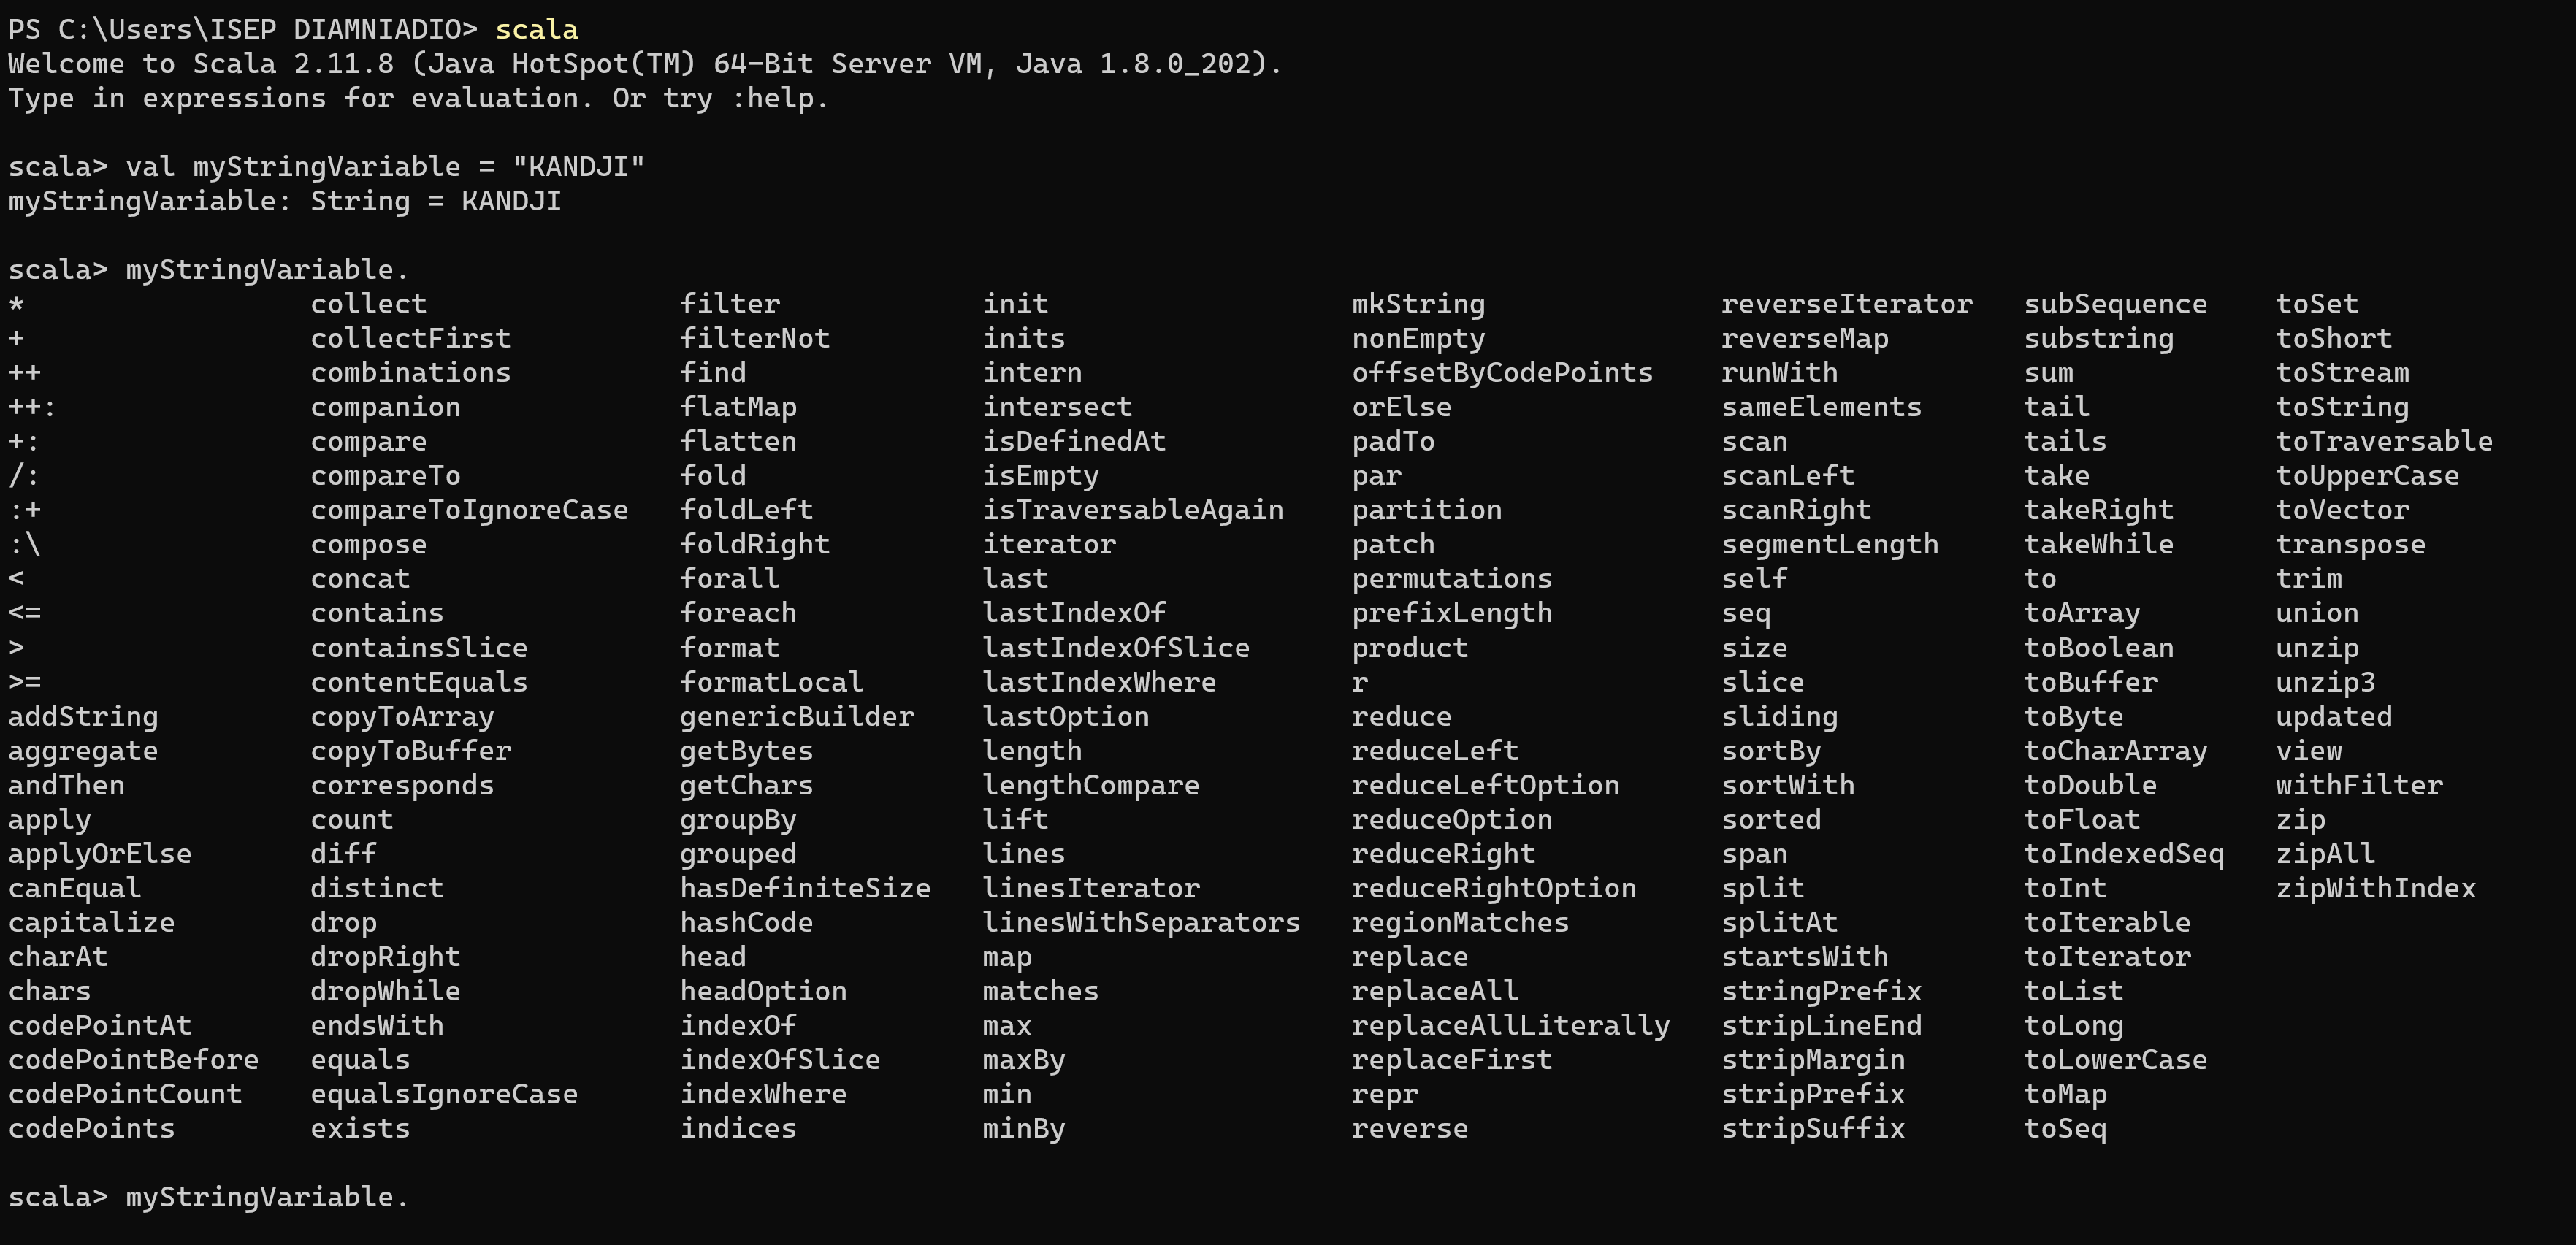 PS C:\Users\ISEP DIAMNIADIO> scala
Welcome to Scala 2.11.8 (Java HotSpot(TM) 64-Bit Server VM, Java 1.8.0_202).
Type in expressions for evaluation. Or try :help.
scala> val myStringVariable = "KANDJI"
myStringVariable: String = KANDJI
scala> myStringVariable.
* collect filter init mkString reverseIterator subSequence toSet
+ collectFirst filterNot inits nonEmpty reverseMap substring toShort
++ combinations find intern offsetByCodePoints runWith sum toStream
++: companion flatMap intersect orElse sameElements tail toString
+: compare flatten isDefinedAt padTo scan tails toTraversable
/: compareTo fold isEmpty par scanLeft take toUpperCase
:+ compareToIgnoreCase foldLeft isTraversableAgain partition scanRight takeRight toVector
:\ compose foldRight iterator patch segmentLength takeWhile transpose
< concat forall last permutations self to trim
<= contains foreach lastIndexOf prefixLength seq toArray union
> containsSlice format lastIndexOfSlice product size toBoolean unzip
>= contentEquals formatLocal lastIndexWhere r slice toBuffer unzip3
addString copyToArray genericBuilder lastOption reduce sliding toByte updated
aggregate copyToBuffer getBytes length reduceLeft sortBy toCharArray view
andThen corresponds getChars lengthCompare reduceLeftOption sortWith toDouble withFilter
apply count groupBy lift reduceOption sorted toFloat zip
applyOrElse diff grouped lines reduceRight span toIndexedSeq zipAll
canEqual distinct hasDefiniteSize linesIterator reduceRightOption split toInt zipWithIndex
capitalize drop hashCode linesWithSeparators regionMatches splitAt toIterable
charAt dropRight head map replace startsWith toIterator
chars dropWhile headOption matches replaceAll stringPrefix toList
codePointAt endsWith indexOf max replaceAllLiterally stripLineEnd toLong
codePointBefore equals indexOfSlice maxBy replaceFirst stripMargin toLowerCase
codePointCount equalsIgnoreCase indexWhere min repr stripPrefix toMap
codePoints exists indices minBy reverse stripSuffix toSeq
scala> myStringVariable.